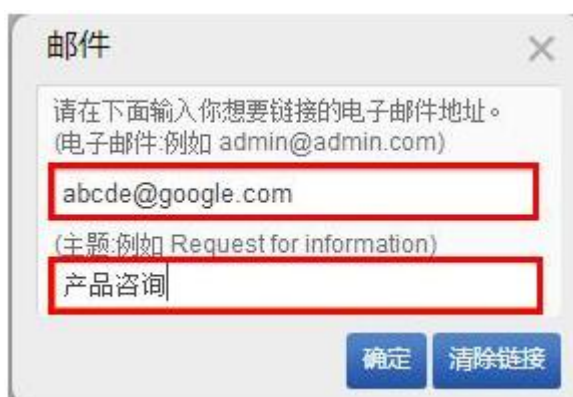 邮件
请在下面输入你想要链接的电子邮件地址。
(电子邮件:例如 admin@admin.com)
abcde@google.com
(主题:例如 Request for information)
产品咨询
确定 清除链接